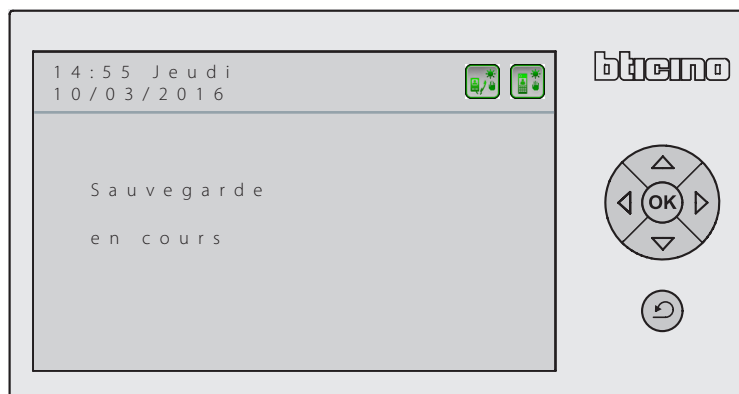 14:55 Jeudi
10/03/2016
bticino
Sauvegarde
en cours
OK